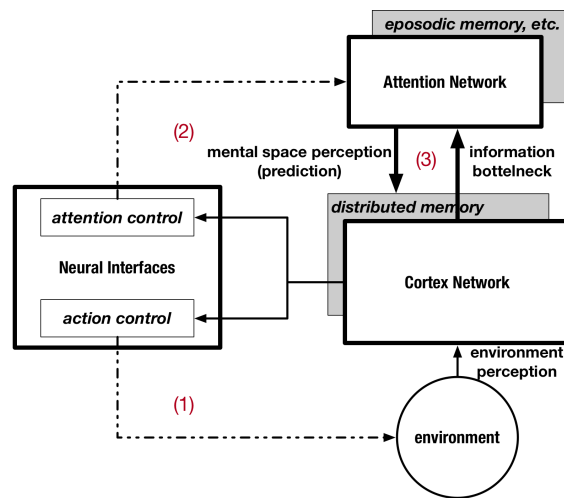 eposodic memory, etc.
Attention Network
(2)
mental space perception
(prediction)
(3)
information
bottelneck
attention control
distributed memory
Neural Interfaces
Cortex Network
action control
environment
perception
(1)
environment